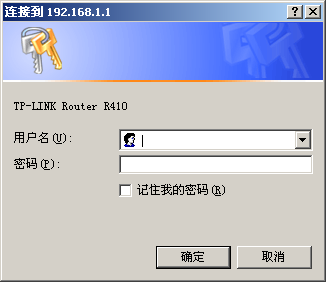 连接到 192.168.1.1
TP-LINK Router R410
用户名(U):
密码(P):
记住我的密码(R)
确定
取消